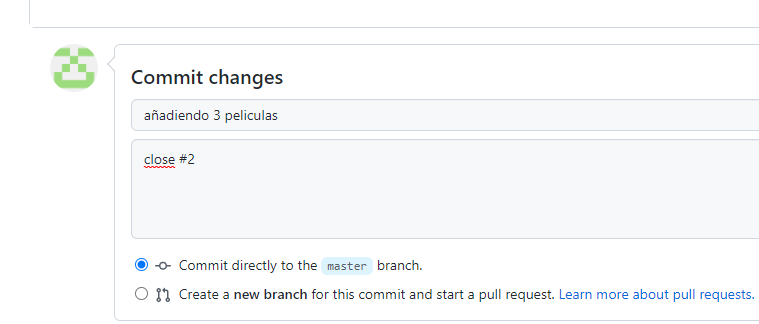 Commit changes
añadiendo 3 peliculas
close #2
Commit directly to the master branch.
Create a new branch for this commit and start a pull request. Learn more about pull requests.